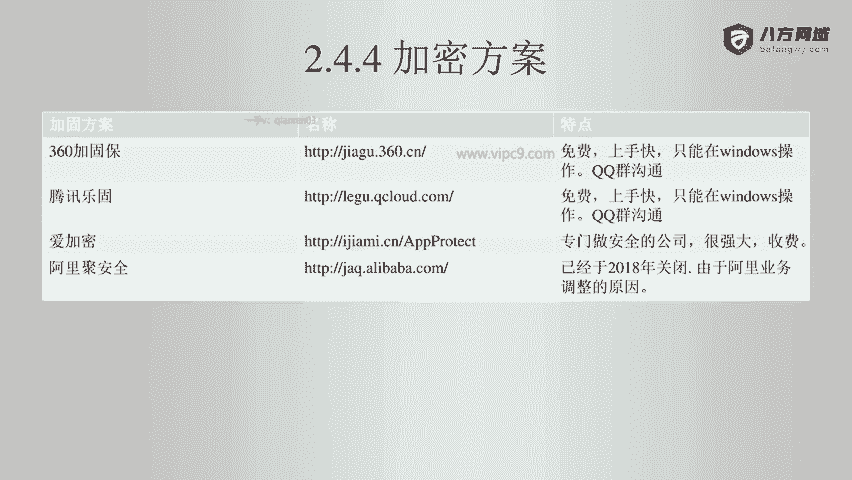 八方网域
bafangwy.com
2.4.4 加密方案
加固方案 名称 特点
360加固保 http://jiagu.360.cn/ 免费，上手快，只能在windows操
作。QQ群沟通
www.vipc9.com
腾讯乐固 http://legu.qcloud.com/ 免费，上手快，只能在windows操
作。QQ群沟通
爱加密 http://ijiami.cn/AppProtect 专门做安全的公司，很强大，收费。
阿里聚安全 http://jaq.alibaba.com/ 已经于2018年关闭. 由于阿里业务
调整的原因。